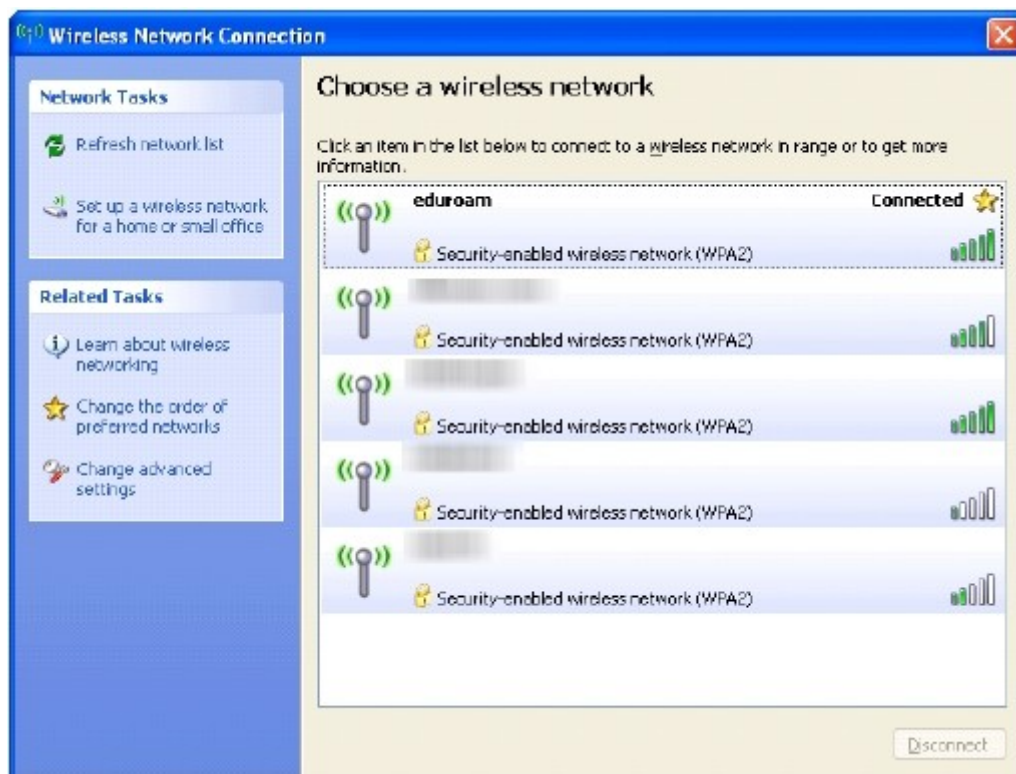 Wireless Network Connection
Network Tasks
Refresh network list
Set up a wireless network
for a home or small office
Related Tasks
Learn about wireless
networking
Change the order of
preferred networks
Change advanced
settings
Choose a wireless network
Click an item in the list below to connect to a wireless network in range or to get more
information.
eduroam Connected
Security-enabled wireless network (WPA2)
Security-enabled wireless network (WPA2)
Security-enabled wireless network (WPA2)
Security-enabled wireless network (WPA2)
Security-enabled wireless network (WPA2)
Disconnect